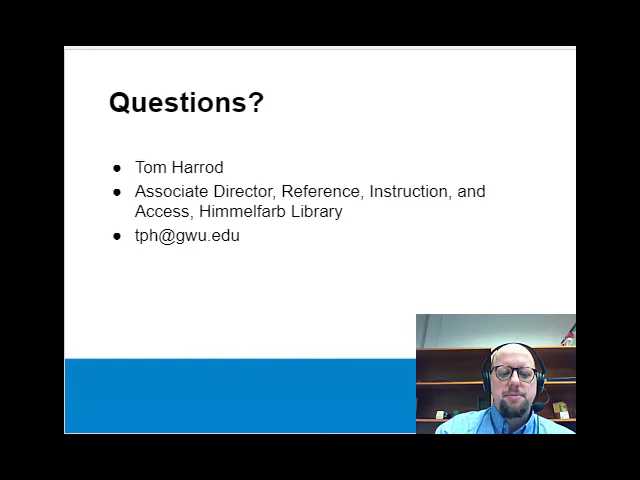 Questions?
● Tom Harrod
● Associate Director, Reference, Instruction, and
Access, Himmelfarb Library
● tph@gwu.edu